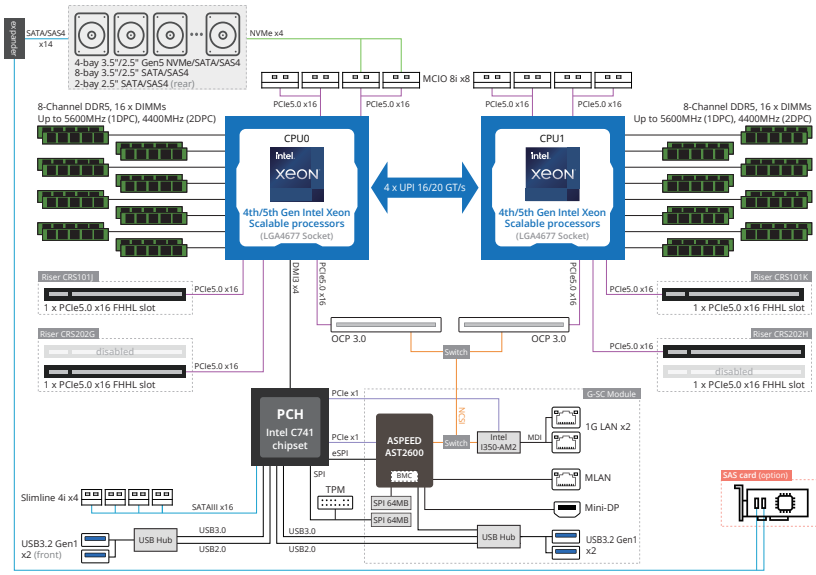 expander
SATA/SAS4
x14
NVMe x4
4-bay 3.5"/2.5" Gen5 NVMe/SATA/SAS4
8-bay 3.5"/2.5" SATA/SAS4
2-bay 2.5" SATA/SAS4 (rear)
MCIO 8i x8
PCIe5.0 x16
PCIe5.0 x16
PCIe5.0 x16
PCIe5.0 x16
8-Channel DDR5, 16 x DIMMs
Up to 5600MHz (1DPC), 4400MHz (2DPC)
8-Channel DDR5, 16 x DIMMs
Up to 5600MHz (1DPC), 4400MHz (2DPC)
CPU0
intel
XEON
4th/5th Gen Intel Xeon
Scalable processors
(LGA4677 Socket)
4 x UPI 16/20 GT/s
CPU1
intel
XEON
4th/5th Gen Intel Xeon
Scalable processors
(LGA4677 Socket)
Riser CRS101J
PCIe5.0 x16
1 x PCIe5.0 x16 FHHL slot
DMI3 x4
PCIe5.0 x16
PCIe5.0 x16
Riser CRS101K
PCIe5.0 x16
1 x PCIe5.0 x16 FHHL slot
Riser CRS202G
disabled
PCIe5.0 x16
1 x PCIe5.0 x16 FHHL slot
OCP 3.0
OCP 3.0
Switch
Riser CRS202H
PCIe5.0 x16
disabled
1 x PCIe5.0 x16 FHHL slot
PCH
Intel C741
chipset
PCIe x1
G-SC Module
NCSI
PCIe x1
eSPI
ASPEED
AST2600
BMC
Switch
Intel
I350-AM2
MDI
1G LAN x2
MLAN
Mini-DP
SPI
TPM
SPI 64MB
SPI 64MB
SAS card (option)
Slimline 4i x4
SATAIII x16
USB3.2 Gen1
x2 (front)
USB Hub
USB3.0
USB2.0
USB3.0
USB2.0
USB Hub
USB3.2 Gen1
x2